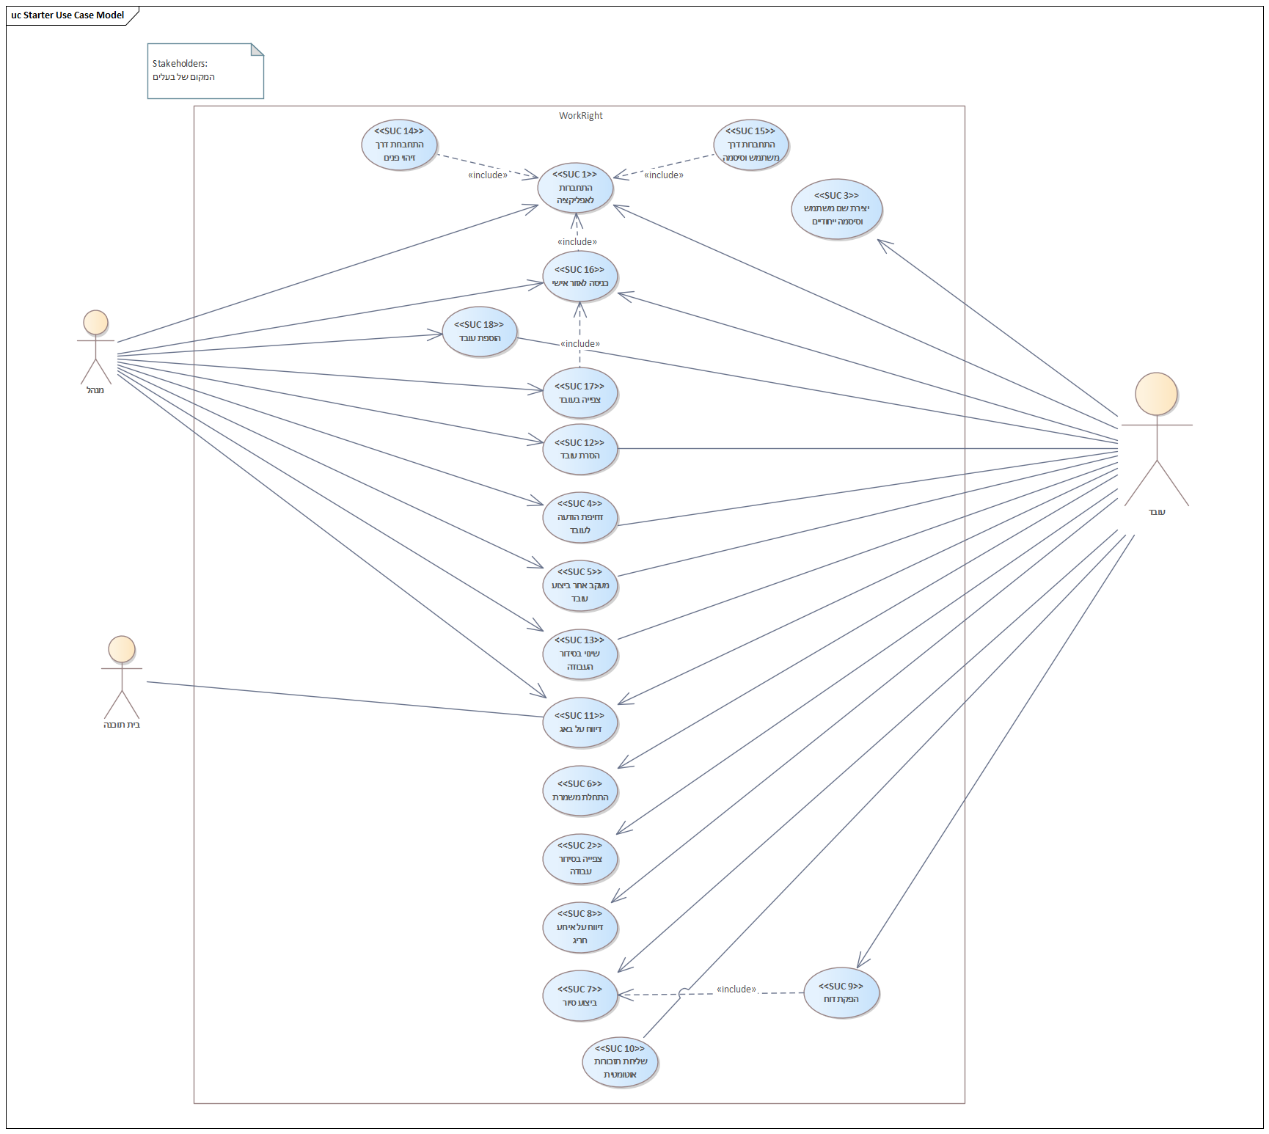 uc Starter Use Case Model
Stakeholders:
המקום של בעלים
WorkRight
<<SUC 14>>
התחברות דרך
זיהוי פנים
<<SUC 15>>
התחברות דרך
משתמש וסיסמה
«include»
«include»
<<SUC 1>>
התחברות
לאפליקציה
<<SUC 3>>
יצירת שם משתמש
וסיסמה ייחודיים
«include»
<<SUC 16>>
כניסה לאזור אישי
<<SUC 18>>
הוספת עובד
«include»
<<SUC 17>>
צפייה בעובד
מנהל
<<SUC 12>>
הסרת עובד
<<SUC 4>>
דחיפת הודעה
לעובד
עובד
<<SUC 5>>
מעקב אחר ביצוע
עובד
<<SUC 13>>
שינוי בסידור
העבודה
<<SUC 11>>
דיווח על באג
בית תוכנה
<<SUC 6>>
התחלת משמרת
<<SUC 2>>
צפייה בסידור
עבודה
<<SUC 8>>
דיווח על אירוע
חריג
<<SUC 7>>
ביצוע סיור
«include»
<<SUC 9>>
הפקת דוח
<<SUC 10>>
שליחת תזכורות
אוטומטית